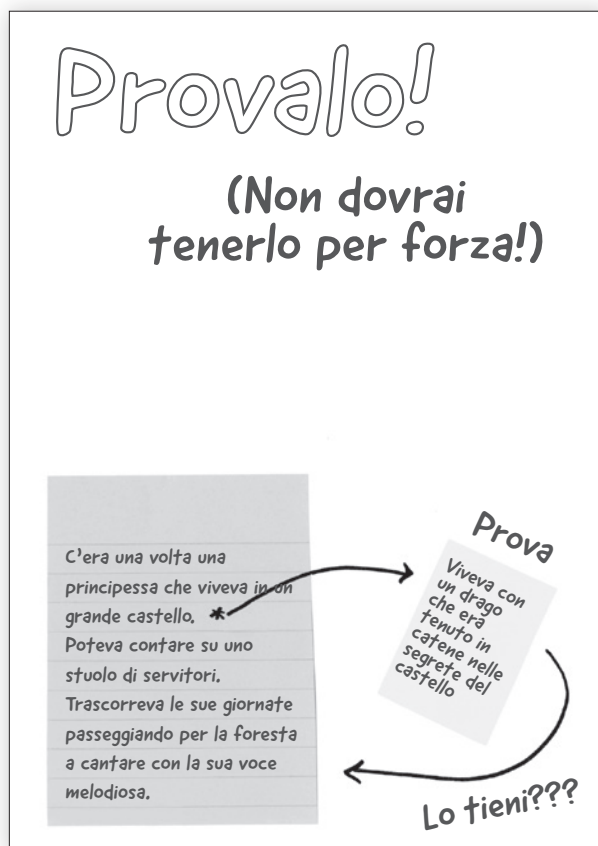 Provalo!
(Non dovrai
tenerlo per forza!)
C'era una volta una
principessa che viveva in un
grande castello. *
Poteva contare su uno
stuolo di servitori.
Trascorreva le sue giornate
passeggiando per la foresta
a cantare con la sua voce
melodiosa.
Prova
Viveva con
un drago
che era
tenuto in
catene nelle
segrete del
castello
Lo tieni???